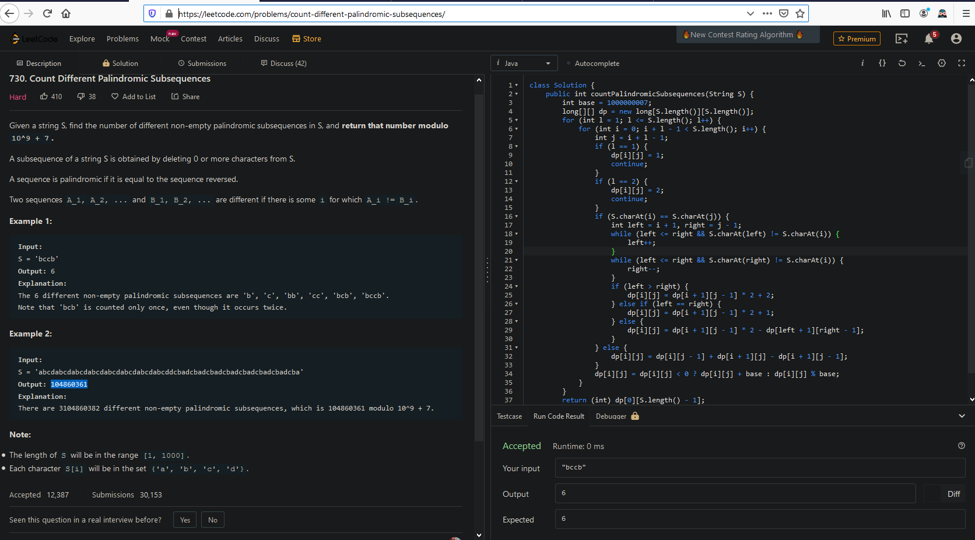 https://leetcode.com/problems/count-different-palindromic-subsequences/
LeetCode
Explore
Problems
Mock
New
Contest
Articles
Discuss
Store
New Contest Rating Algorithm
Premium
5
Description
Solution
Submissions
Discuss (42)
730. Count Different Palindromic Subsequences
Hard
410
38
Add to List
Share
Given a string S, find the number of different non-empty palindromic subsequences in S, and return that number modulo
10^9 + 7.
A subsequence of a string S is obtained by deleting 0 or more characters from S.
A sequence is palindromic if it is equal to the sequence reversed.
Two sequences A_1, A_2, ... and B_1, B_2, ... are different if there is some i for which A_i != B_i.
Example 1:
Input:
S = 'bccb'
Output: 6
Explanation:
The 6 different non-empty palindromic subsequences are 'b', 'c', 'bb', 'cc', 'bcb', 'bccb'.
Note that 'bcb' is counted only once, even though it occurs twice.
Example 2:
Input:
S = 'abcdabcdabcdabcdabcdabcdabcdabcddcbadcbadcbadcbadcbadcbadcbadcba'
Output: 104860361
Explanation:
There are 3104860382 different non-empty palindromic subsequences, which is 104860361 modulo 10^9 + 7.
Note:
The length of S will be in the range [1, 1000].
Each character S[i] will be in the set {'a', 'b', 'c', 'd'}.
Accepted 12,387
Submissions 30,153
Seen this question in a real interview before?
Yes
No
i Java
Autocomplete
1 class Solution {
2 public int countPalindromicSubsequences(String S) {
3 int base = 1000000007;
4 long[][] dp = new long[S.length()][S.length()];
5 for (int l = 1; l <= S.length(); l++) {
6 for (int i = 0; i + l - 1 < S.length(); i++) {
7 int j = i + l - 1;
8 if (l == 1) {
9 dp[i][j] = 1;
10 continue;
11 }
12 if (l == 2) {
13 dp[i][j] = 2;
14 continue;
15 }
16 if (S.charAt(i) == S.charAt(j)) {
17 int left = i + 1, right = j - 1;
18 while (left <= right && S.charAt(left) != S.charAt(i)) {
19 left++;
20 }
21 while (left <= right && S.charAt(right) != S.charAt(i)) {
22 right--;
23 }
24 if (left > right) {
25 dp[i][j] = dp[i + 1][j - 1] * 2 + 2;
26 } else if (left == right) {
27 dp[i][j] = dp[i + 1][j - 1] * 2 + 1;
28 } else {
29 dp[i][j] = dp[i + 1][j - 1] * 2 - dp[left + 1][right - 1];
30 }
31 } else {
32 dp[i][j] = dp[i][j - 1] + dp[i + 1][j] - dp[i + 1][j - 1];
33 }
34 dp[i][j] = dp[i][j] < 0 ? dp[i][j] + base : dp[i][j] % base;
35 }
36 }
37 return (int) dp[0][S.length() - 1];
Testcase
Run Code Result
Debugger
Accepted
Runtime: 0 ms
Your input
"bccb"
Output
6
Diff
Expected
6